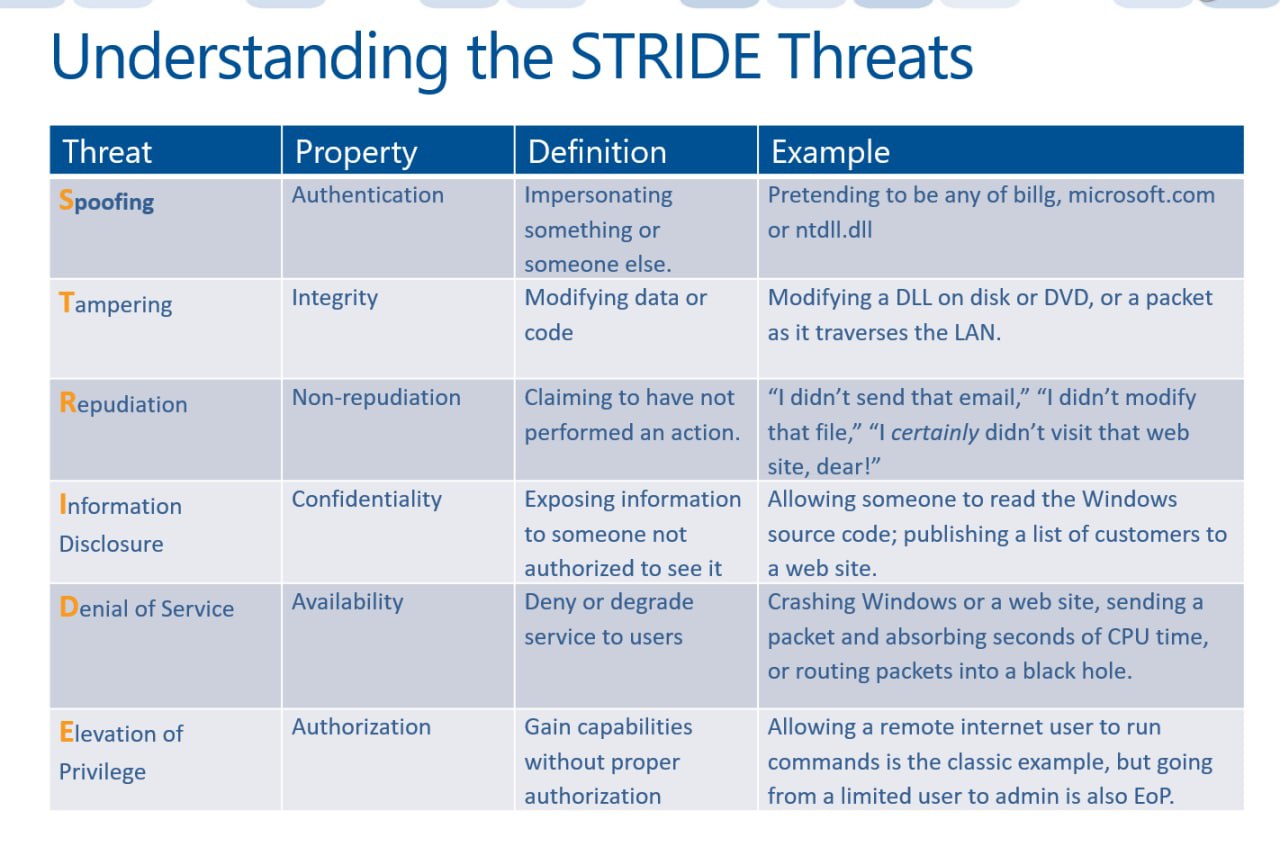 Understanding the STRIDE Threats
Threat
Property
Definition
Example
Spoofing
Authentication
Impersonating
something or
someone else.
Pretending to be any of billg, microsoft.com
or ntdll.dll
Tampering
Integrity
Modifying data or
code
Modifying a DLL on disk or DVD, or a packet
as it traverses the LAN.
Repudiation
Non-repudiation
Claiming to have not
performed an action.
“I didn’t send that email,” “I didn’t modify
that file,” “I certainly didn’t visit that web
site, dear!”
Information
Disclosure
Confidentiality
Exposing information
to someone not
authorized to see it
Allowing someone to read the Windows
source code; publishing a list of customers to
a web site.
Denial of Service
Availability
Deny or degrade
service to users
Crashing Windows or a web site, sending a
packet and absorbing seconds of CPU time,
or routing packets into a black hole.
Elevation of
Privilege
Authorization
Gain capabilities
without proper
authorization
Allowing a remote internet user to run
commands is the classic example, but going
from a limited user to admin is also EoP.